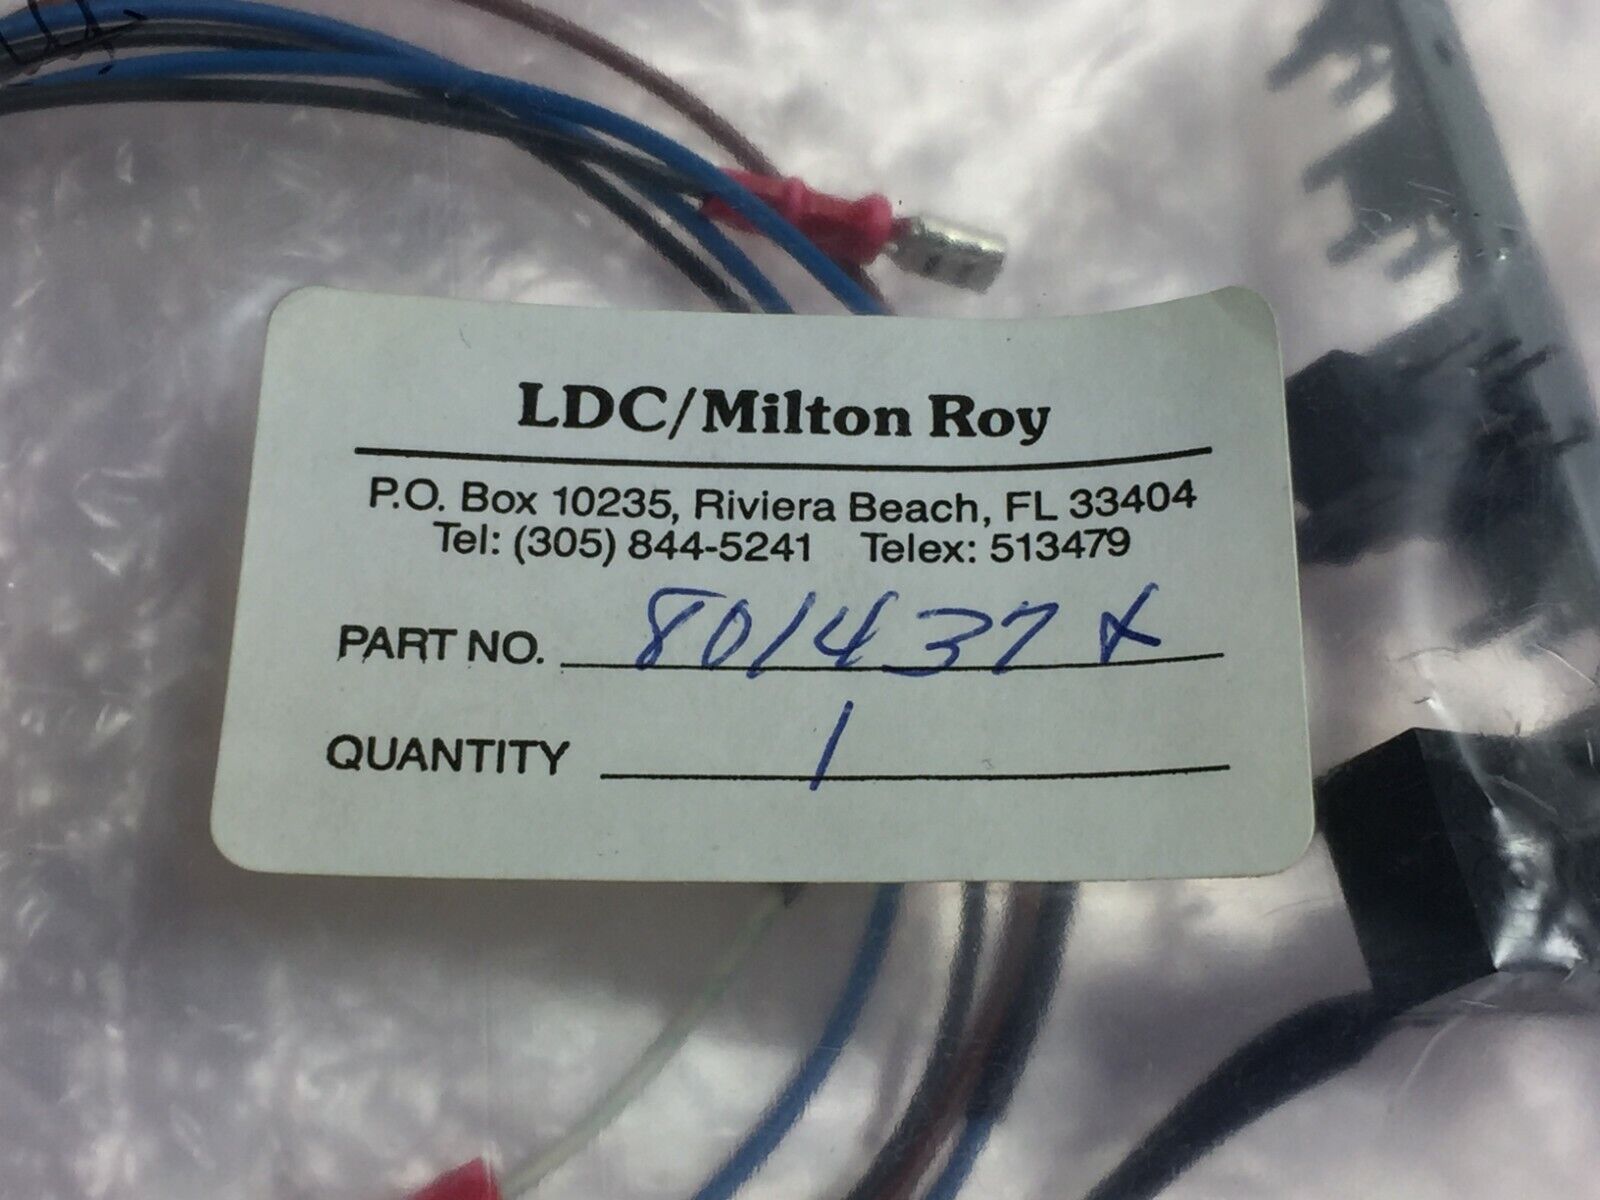 LDC/Milton Roy
P.O. Box 10235, Riviera Beach, FL 33404
Tel: (305) 844-5241 Telex: 513479
PART NO. 801437 X
QUANTITY 1